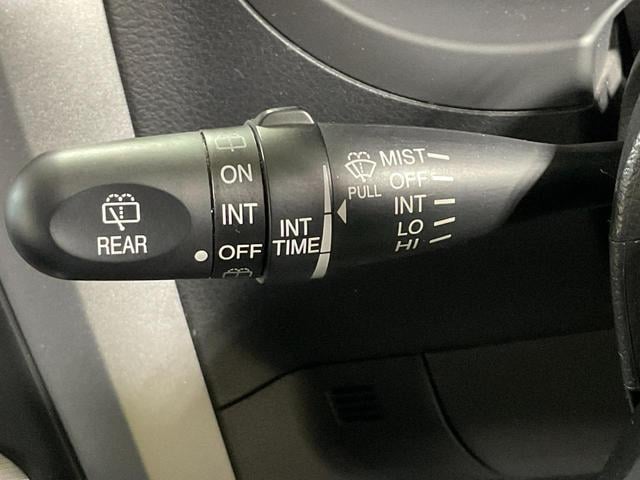 REAR
ON
INT
OFF
INT
TIME
PULL
MIST
OFF
INT
LO
HI